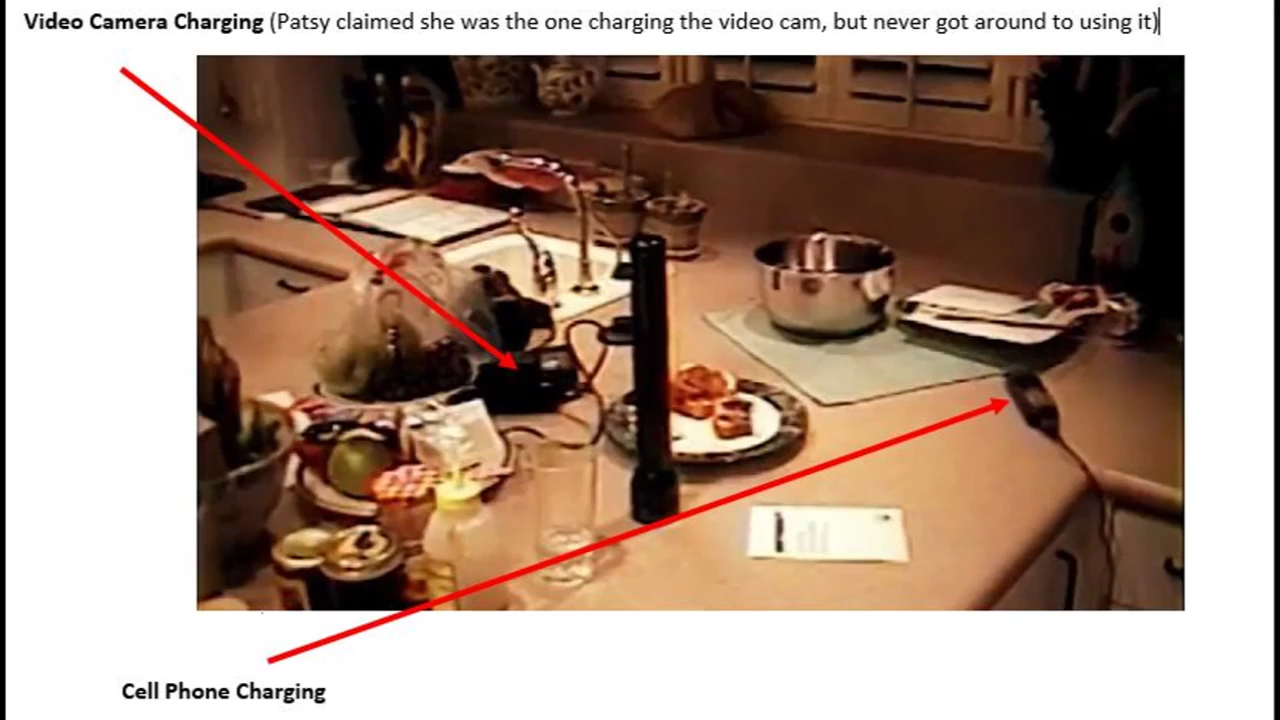 Video Camera Charging (Patsy claimed she was the one charging the video cam, but never got around to using it)
Cell Phone Charging